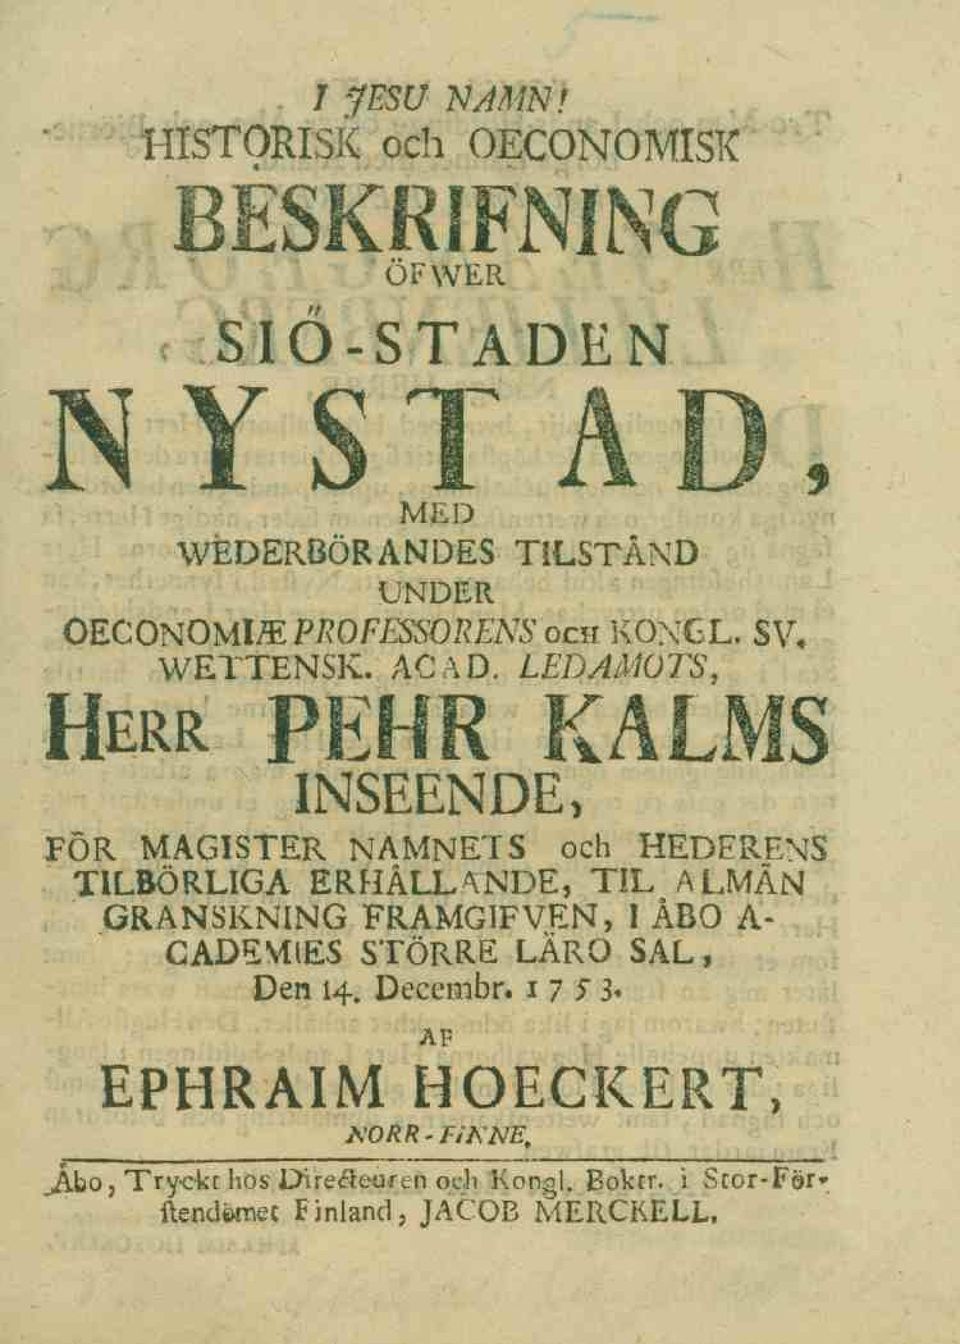 I JESU NAMN!
HISTORISK och OECONOMISK
BESKRIFNING
ÖFWER
SIÖ-STADEN
NYSTAD,
MED
WEDERBÖRANDES TILSTÅND
UNDER
OECONOMIÆ PROFESSORENS OCH KONGL. SV.
WETTENSK. ACAD. LEDAMOTS,
HERR PEHR KALMS
INSEENDE,
FÖR MAGISTER NAMNETS och HEDERENS
TILBÖRLIGA ERHÅLLANDE, TIL ALMÄN
GRANSKNING FRAMGIFVEN, I ÅBO A-
CADEMIES STÖRRE LÄRO SAL,
Den 14. Decembr. 1753.
AF
EPHRAIM HOECKERT,
NORR-FINNE.
Åbo, Tryckt hos Directeuren och Kongl. Boktr. i Stor-För-
ſtendömet Finland, JACOB MERCKELL.